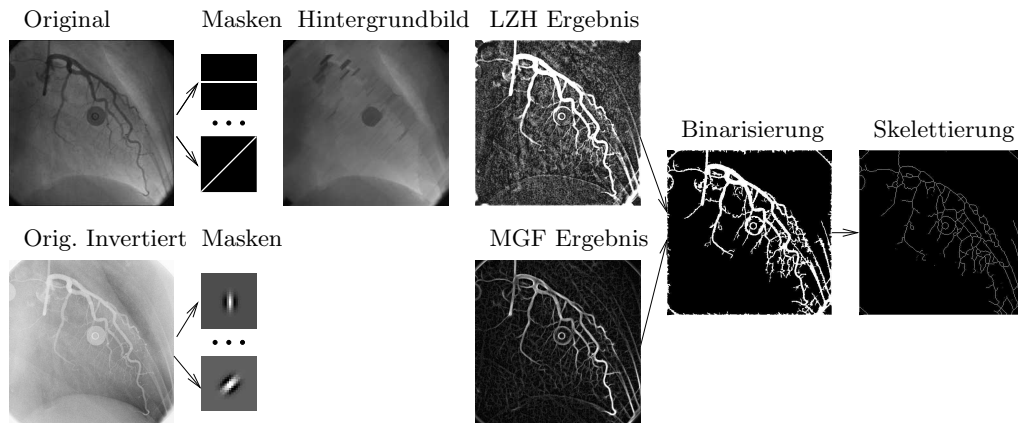 Original
Masken
Hintergrundbild
LZH Ergebnis
Binarisierung
Skelettierung
Orig. Invertiert
Masken
MGF Ergebnis